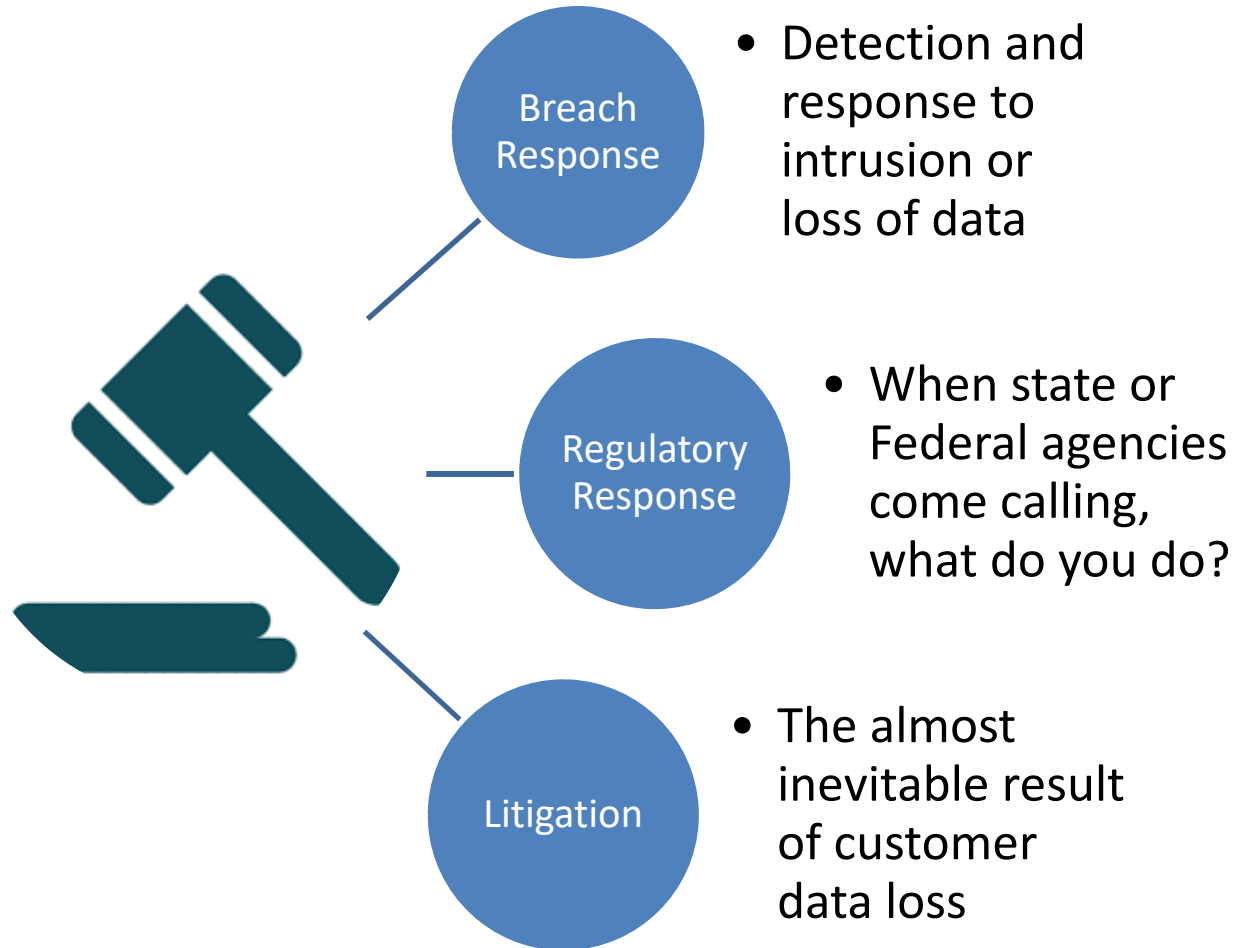 Breach
Response
• Detection and
response to
intrusion or
loss of data
Regulatory
Response
• When state or
Federal agencies
come calling,
what do you do?
Litigation
• The almost
inevitable result
of customer
data loss